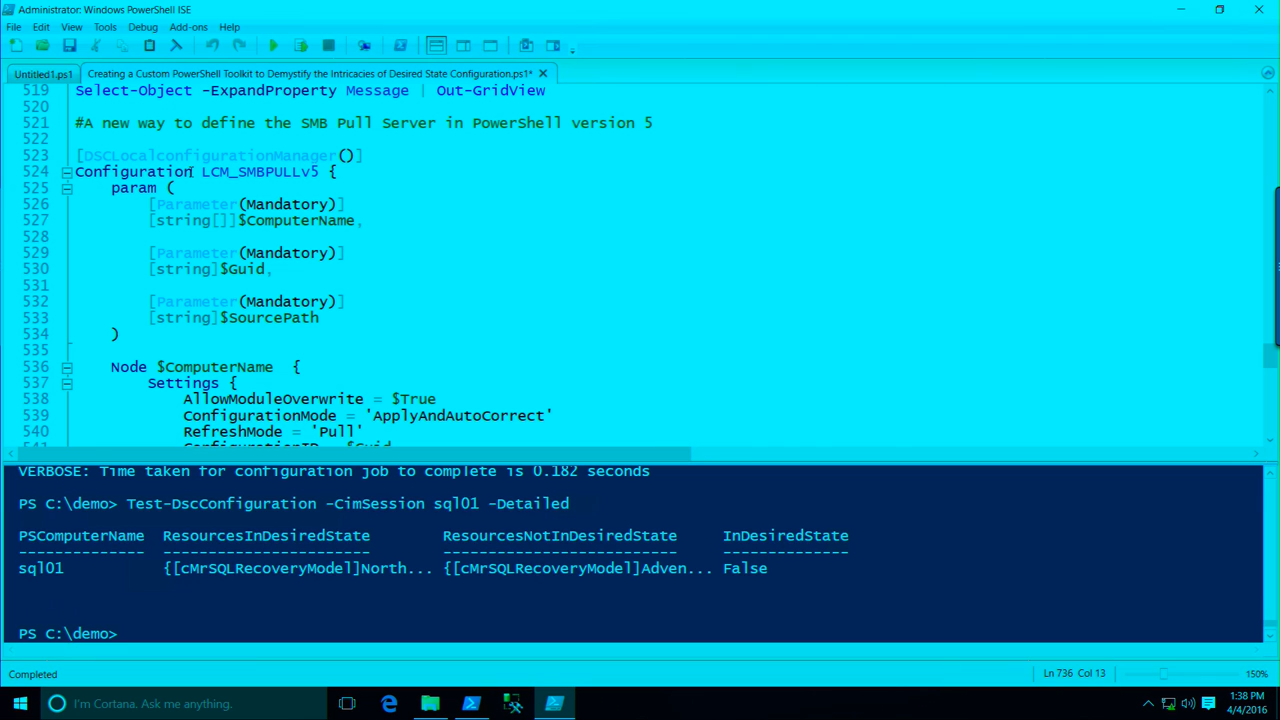 Administrator: Windows PowerShell ISE
File Edit View Tools Debug Add-ons Help
Untitled1.ps1 Creating a Custom PowerShell Toolkit to Demystify the Intricacies of Desired State Configuration.ps1*
519 Select-Object -ExpandProperty Message | Out-GridView
520
521 #A new way to define the SMB Pull Server in PowerShell version 5
522
523 [DSCLocalconfigurationManager()]
524 Configuration LCM_SMBPULLv5 {
525 param (
526 [Parameter(Mandatory)]
527 [string[]]$ComputerName,
528
529 [Parameter(Mandatory)]
530 [string]$Guid,
531
532 [Parameter(Mandatory)]
533 [string]$SourcePath
534 )
535
536 Node $ComputerName {
537 Settings {
538 AllowModuleOverwrite = $True
539 ConfigurationMode = 'ApplyAndAutoCorrect'
540 RefreshMode = 'Pull'
541 ConfigurationID = $Guid
VERBOSE: Time taken for configuration job to complete is 0.182 seconds
PS C:\demo> Test-DscConfiguration -CimSession sql01 -Detailed
PSComputerName ResourcesInDesiredState ResourcesNotInDesiredState InDesiredState
-------------- ----------------------- -------------------------- --------------
sql01 {[cMrSQLRecoveryModel]North... {[cMrSQLRecoveryModel]Adven... False
PS C:\demo>
Completed Ln 736 Col 13 150%
I'm Cortana, Ask me anything. 1:38 PM
4/4/2016